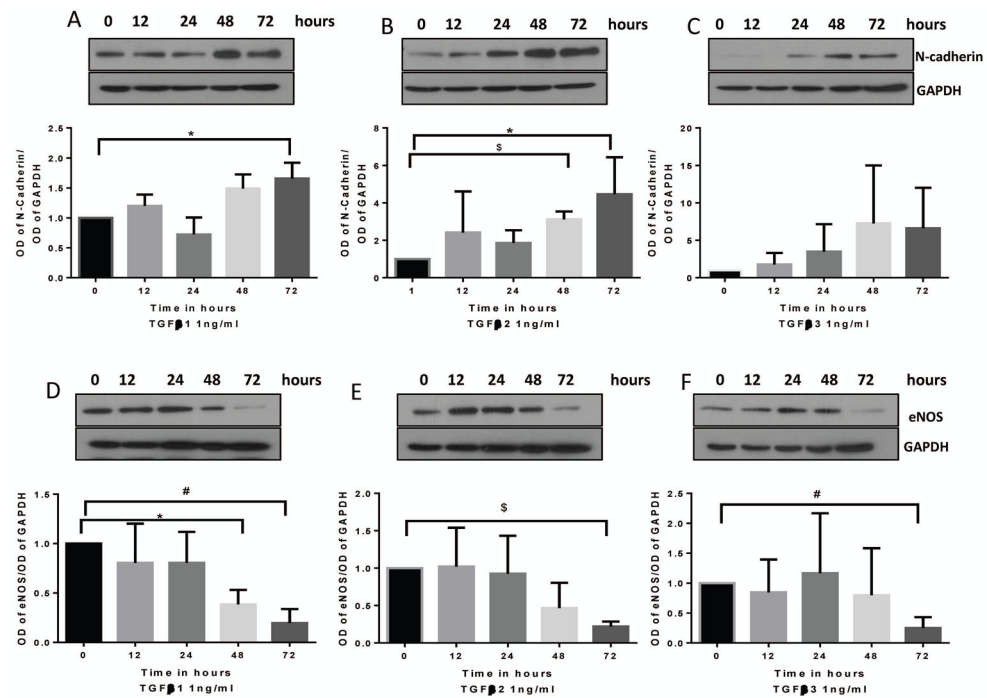 A
0 12 24 48 72 hours
B
0 12 24 48 72 hours
C
0 12 24 48 72 hours
N-cadherin
GAPDH
OD of N-Cadherin/
OD of GAPDH
2.5
2.0
1.5
1.0
0.5
0.0
*
0 12 24 48 72
Time in hours
TGFβ1 1ng/ml
OD of N-Cadherin/
OD of GAPDH
8
6
4
2
0
*
$
1 12 24 48 72
Time in hours
TGFβ2 1ng/ml
OD of N-Cadherin/
OD of GAPDH
20
15
10
5
0
0 12 24 48 72
Time in hours
TGFβ3 1ng/ml
D
0 12 24 48 72 hours
E
0 12 24 48 72 hours
F
0 12 24 48 72 hours
eNOS
GAPDH
OD of eNOS/OD of GAPDH
1.5
1.0
0.5
0.0
#
*
0 12 24 48 72
Time in hours
TGFβ1 1ng/ml
OD of eNOS/OD of GAPDH
2.0
1.5
1.0
0.5
0.0
$
0 12 24 48 72
Time in hours
TGFβ2 1ng/ml
OD of eNOS/OD of GAPDH
2.5
2.0
1.5
1.0
0.5
0.0
#
0 12 24 48 72
Time in hours
TGFβ3 1ng/ml